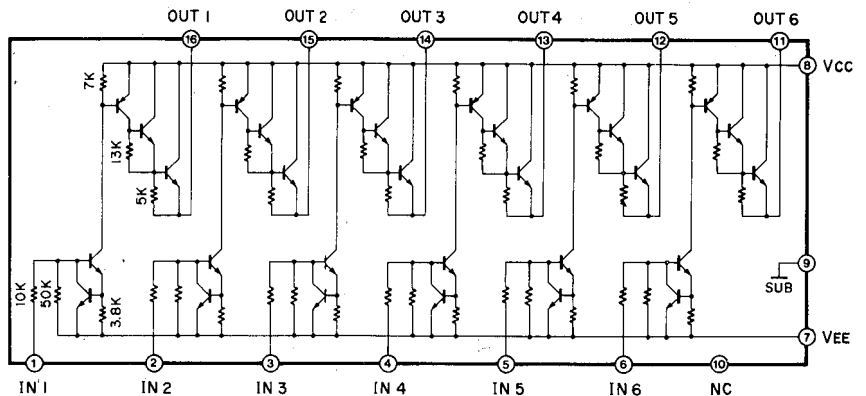 OUT 1 OUT 2 OUT 3 OUT 4 OUT 5 OUT 6
16 15 14 13 12 11
7K
8 VCC
13K
5K
10K 50K 3.8K
9
SUB
7 VEE
1 2 3 4 5 6 10
IN 1 IN 2 IN 3 IN 4 IN 5 IN 6 NC